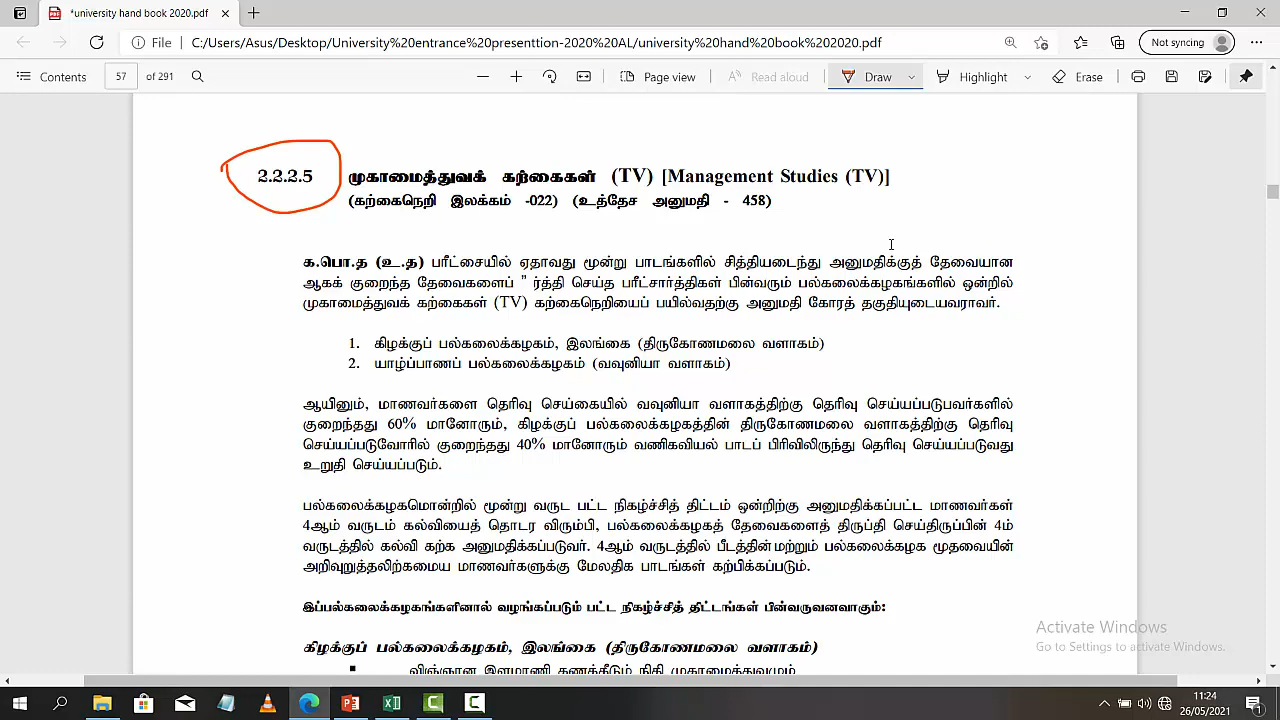 *university hand book 2020.pdf
File C:/Users/Asus/Desktop/University%20entrance%20presenttion-2020%20AL/university%20hand%20book%202020.pdf Not syncing
Contents 57 of 291 Page view Read aloud Draw Highlight Erase
2.2.2.5 முகாமைத்துவக் கற்கைகள் (TV) [Management Studies (TV)]
(கற்கைநெறி இலக்கம் -022) (உத்தேச அனுமதி - 458)
க.பொ.த (உ.த) பரீட்சையில் ஏதாவது மூன்று பாடங்களில் சித்தியடைந்து அனுமதிக்குத் தேவையான
ஆகக் குறைந்த தேவைகளைப் " ர்த்தி செய்த பரீட்சார்த்திகள் பின்வரும் பல்கலைக்கழகங்களில் ஒன்றில்
முகாமைத்துவக் கற்கைகள் (TV) கற்கைநெறியைப் பயில்வதற்கு அனுமதி கோரத் தகுதியுடையவராவர்.
1. கிழக்குப் பல்கலைக்கழகம், இலங்கை (திருகோணமலை வளாகம்)
2. யாழ்ப்பாணப் பல்கலைக்கழகம் (வவுனியா வளாகம்)
ஆயினும், மாணவர்களை தெரிவு செய்கையில் வவுனியா வளாகத்திற்கு தெரிவு செய்யப்படுபவர்களில்
குறைந்தது 60% மானோரும், கிழக்குப் பல்கலைக்கழகத்தின் திருகோணமலை வளாகத்திற்கு தெரிவு
செய்யப்படுவோரில் குறைந்தது 40% மானோரும் வணிகவியல் பாடப் பிரிவிலிருந்து தெரிவு செய்யப்படுவது
உறுதி செய்யப்படும்.
பல்கலைக்கழகமொன்றில் மூன்று வருட பட்ட நிகழ்ச்சித் திட்டம் ஒன்றிற்கு அனுமதிக்கப்பட்ட மாணவர்கள்
4ஆம் வருடம் கல்வியைத் தொடர விரும்பி, பல்கலைக்கழகத் தேவைகளைத் திருப்தி செய்திருப்பின் 4ம்
வருடத்தில் கல்வி கற்க அனுமதிக்கப்படுவர். 4ஆம் வருடத்தில் பீடத்தின் மற்றும் பல்கலைக்கழக மூதவையின்
அறிவுறுத்தலிற்கமைய மாணவர்களுக்கு மேலதிக பாடங்கள் கற்பிக்கப்படும்.
இப்பல்கலைக்கழகங்களினால் வழங்கப்படும் பட்ட நிகழ்ச்சித் திட்டங்கள் பின்வருவனவாகும்:
கிழக்குப் பல்கலைக்கழகம், இலங்கை (திருகோணமலை வளாகம்)
விஞ்ஞான இளமாணி கணக்கீடும் நிதி முகாமைத்துவமும்
Activate Windows
Go to Settings to activate Windows.
11:24
26/05/2021